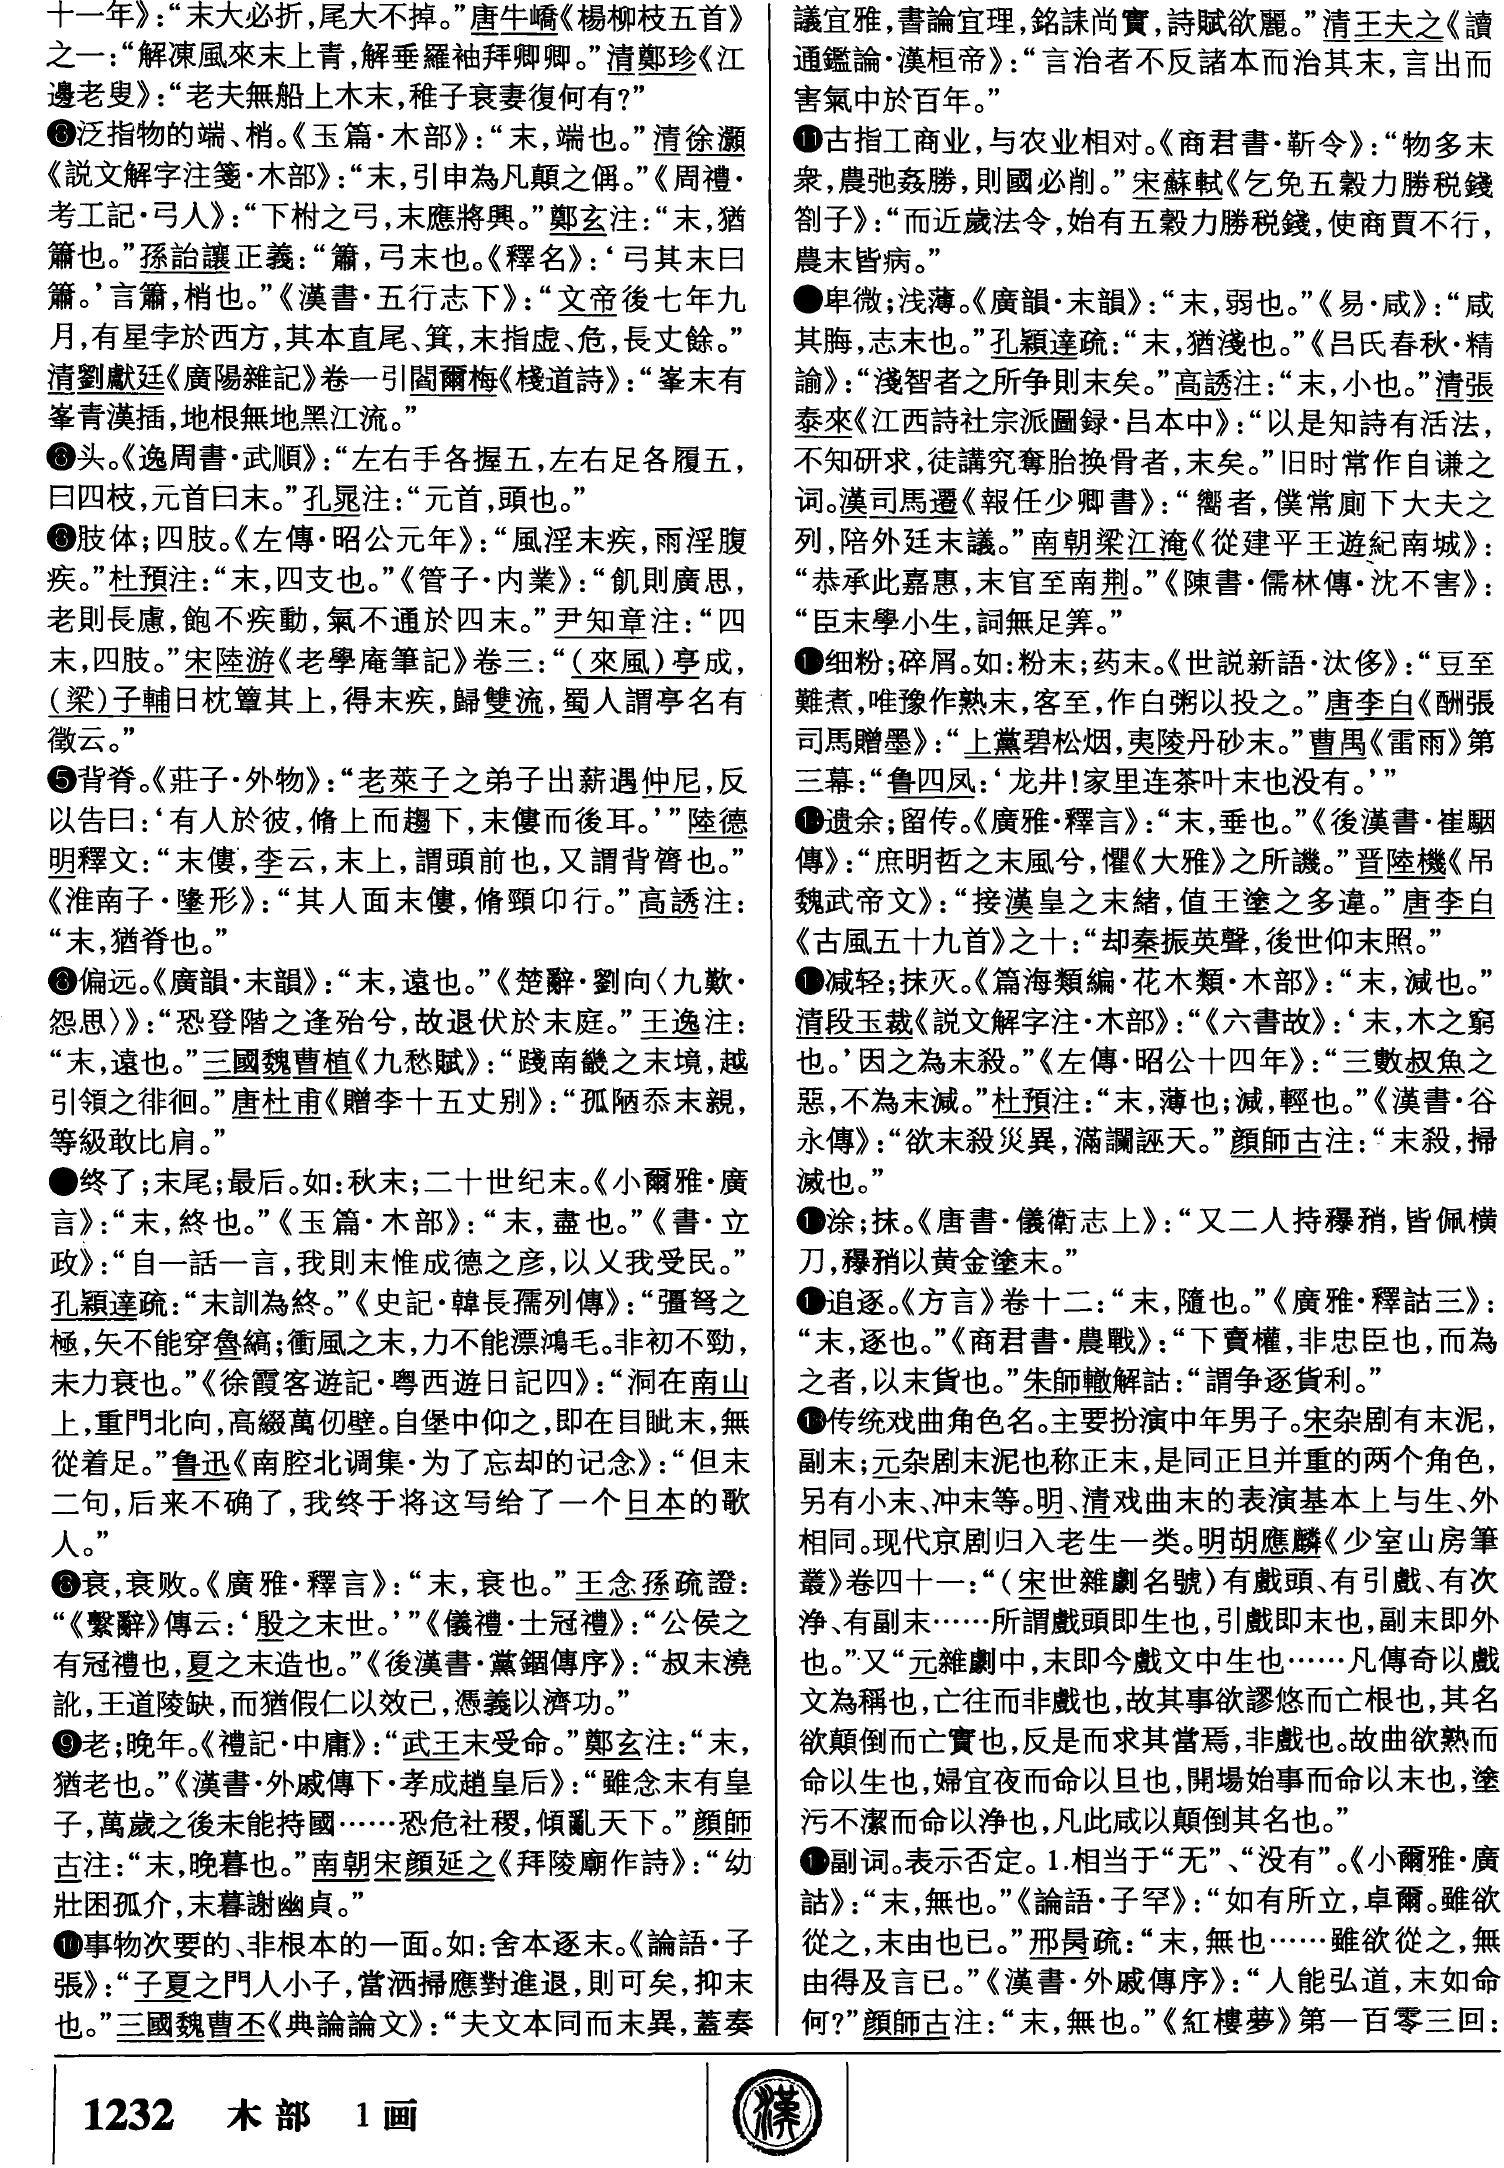 十一年》：“末大必折，尾大不掉。”唐牛嶠《楊柳枝五首》
之一：“解凍風來末上青，解垂羅袖拜卿卿。”清鄭珍《江
邊老叟》：“老夫無船上木末，稚子衰妻復何有？”
泛指物的端、梢。《玉篇·木部》：“末，端也。”清徐灝
《説文解字注箋·木部》：“末，引申為凡顛之偁。”《周禮·
考工記·弓人》：“下柎之弓，末應將興。”鄭玄注：“末，猶
簫也。”孫詒讓正義：“簫，弓末也。《釋名》：‘弓其末曰
簫。’言簫，梢也。”《漢書·五行志下》：“文帝後七年九
月，有星孛於西方，其本直尾、箕，末指虚、危，長丈餘。”
清劉獻廷《廣陽雜記》卷一引閻爾梅《棧道詩》：“峯末有
峯青漢插，地根無地黑江流。”
头。《逸周書·武順》：“左右手各握五，左右足各履五，
曰四枝，元首曰末。”孔晁注：“元首，頭也。”
肢体；四肢。《左傳·昭公元年》：“風淫末疾，雨淫腹
疾。”杜預注：“末，四支也。”《管子·内業》：“飢則廣思，
老則長慮，飽不疾動，氣不通於四末。”尹知章注：“四
末，四肢。”宋陸游《老學庵筆記》卷三：“（來風）亭成，
（梁）子輔日枕簟其上，得末疾，歸雙流，蜀人謂亭名有
徵云。”
❺背脊。《莊子·外物》：“老萊子之弟子出薪遇仲尼，反
以告曰：‘有人於彼，脩上而趨下，末僂而後耳。’”陸德
明釋文：“末僂，李云，末上，謂頭前也，又謂背膂也。”
《淮南子·墬形》：“其人面末僂，脩頸卬行。”高誘注：
“末，猶脊也。”
偏远。《廣韻·末韻》：“末，遠也。”《楚辭·劉向〈九歎·
怨思〉》：“恐登階之逢殆兮，故退伏於末庭。”王逸注：
“末，遠也。”三國魏曹植《九愁賦》：“踐南畿之末境，越
引領之徘徊。”唐杜甫《贈李十五丈别》：“孤陋忝末親，
等級敢比肩。”
●终了；末尾；最后。如：秋末；二十世纪末。《小爾雅·廣
言》：“末，終也。”《玉篇·木部》：“末，盡也。”《書·立
政》：“自一話一言，我則末惟成德之彦，以乂我受民。”
孔穎達疏：“末訓為終。”《史記·韓長孺列傳》：“彊弩之
極，矢不能穿魯縞；衝風之末，力不能漂鴻毛。非初不勁，
末力衰也。”《徐霞客遊記·粤西遊日記四》：“洞在南山
上，重門北向，高綴萬仞壁。自堡中仰之，即在目眦末，無
從着足。”鲁迅《南腔北调集·为了忘却的记念》：“但末
二句，后来不确了，我终于将这写给了一个日本的歌
人。”
衰，衰败。《廣雅·釋言》：“末，衰也。”王念孫疏證：
“《繫辭》傳云：‘殷之末世。’”《儀禮·士冠禮》：“公侯之
有冠禮也，夏之末造也。”《後漢書·黨錮傳序》：“叔末澆
訛，王道陵缺，而猶假仁以效己，憑義以濟功。”
❾老；晚年。《禮記·中庸》：“武王末受命。”鄭玄注：“末，
猶老也。”《漢書·外戚傳下·孝成趙皇后》：“雖念末有皇
子，萬歲之後未能持國……恐危社稷，傾亂天下。”顔師
古注：“末，晚暮也。”南朝宋顔延之《拜陵廟作詩》：“幼
壯困孤介，末暮謝幽貞。”
❿事物次要的、非根本的一面。如：舍本逐末。《論語·子
張》：“子夏之門人小子，當洒掃應對進退，則可矣，抑末
也。”三國魏曹丕《典論論文》：“夫文本同而末異，蓋奏
議宜雅，書論宜理，銘誄尚實，詩賦欲麗。”清王夫之《讀
通鑑論·漢桓帝》：“言治者不反諸本而治其末，言出而
害氣中於百年。”
⓫古指工商业，与农业相对。《商君書·靳令》：“物多末
衆，農弛姦勝，則國必削。”宋蘇軾《乞免五穀力勝税錢
劄子》：“而近歲法令，始有五穀力勝税錢，使商賈不行，
農末皆病。”
●卑微；浅薄。《廣韻·末韻》：“末，弱也。”《易·咸》：“咸
其脢，志末也。”孔穎達疏：“末，猶淺也。”《吕氏春秋·精
諭》：“淺智者之所争則末矣。”高誘注：“末，小也。”清張
泰來《江西詩社宗派圖録·吕本中》：“以是知詩有活法，
不知研求，徒講究奪胎换骨者，末矣。”旧时常作自谦之
词。漢司馬遷《報任少卿書》：“嚮者，僕常廁下大夫之
列，陪外廷末議。”南朝梁江淹《從建平王遊紀南城》：
“恭承此嘉惠，末官至南荆。”《陳書·儒林傳·沈不害》：
“臣末學小生，詞無足筭。”
细粉；碎屑。如：粉末；药末。《世説新語·汰侈》：“豆至
難煮，唯豫作熟末，客至，作白粥以投之。”唐李白《酬張
司馬贈墨》：“上黨碧松烟，夷陵丹砂末。”曹禺《雷雨》第
三幕：“鲁四凤：‘龙井！家里连茶叶末也没有。’”
遗余；留传。《廣雅·釋言》：“末，垂也。”《後漢書·崔駰
傳》：“庶明哲之末風兮，懼《大雅》之所譏。”晋陸機《吊
魏武帝文》：“接漢皇之末緒，值王塗之多違。”唐李白
《古風五十九首》之十：“却秦振英聲，後世仰末照。”
减轻；抹灭。《篇海類編·花木類·木部》：“末，減也。”
清段玉裁《説文解字注·木部》：“《六書故》：‘末，木之窮
也。’因之為末殺。”《左傳·昭公十四年》：“三數叔魚之
惡，不為末減。”杜預注：“末，薄也；減，輕也。”《漢書·谷
永傳》：“欲末殺災異，滿讕誣天。”顔師古注：“末殺，掃
滅也。”
涂；抹。《唐書·儀衛志上》：“又二人持穲矟，皆佩横
刀，穲矟以黄金塗末。”
追逐。《方言》卷十二：“末，隨也。”《廣雅·釋詁三》：
“末，逐也。”《商君書·農戰》：“下賣權，非忠臣也，而為
之者，以末貨也。”朱師轍解詁：“謂争逐貨利。”
传统戏曲角色名。主要扮演中年男子。宋杂剧有末泥，
副末；元杂剧末泥也称正末，是同正旦并重的两个角色，
另有小末、冲末等。明、清戏曲末的表演基本上与生、外
相同。现代京剧归入老生一类。明胡應麟《少室山房筆
叢》卷四十一：“（宋世雜劇名號）有戲頭、有引戲、有次
浄、有副末……所謂戲頭即生也，引戲即末也，副末即外
也。”又“元雜劇中，末即今戲文中生也……凡傳奇以戲
文為稱也，亡往而非戲也，故其事欲謬悠而亡根也，其名
欲顛倒而亡實也，反是而求其當焉，非戲也。故曲欲熟而
命以生也，婦宜夜而命以旦也，開場始事而命以末也，塗
污不潔而命以浄也，凡此咸以顛倒其名也。”
副词。表示否定。1.相当于“无”、“没有”。《小爾雅·廣
詁》：“末，無也。”《論語·子罕》：“如有所立，卓爾。雖欲
從之，末由也已。”邢昺疏：“末，無也……雖欲從之，無
由得及言已。”《漢書·外戚傳序》：“人能弘道，末如命
何？”顔師古注：“末，無也。”《紅樓夢》第一百零三回：
1232 木部 1画
漢